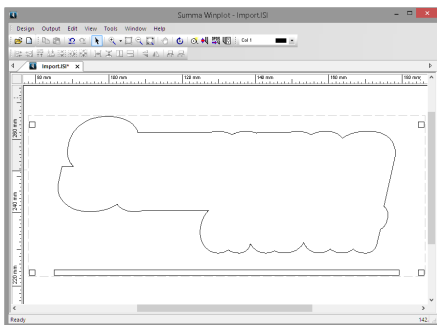 Summa Winplot - Import.ISI
Design Output Edit View Tools Window Help
Col 1
Import.ISI* x
80 mm 100 mm 120 mm 140 mm 160 mm 180 mm
260 mm
240 mm
220 mm
Ready
142.